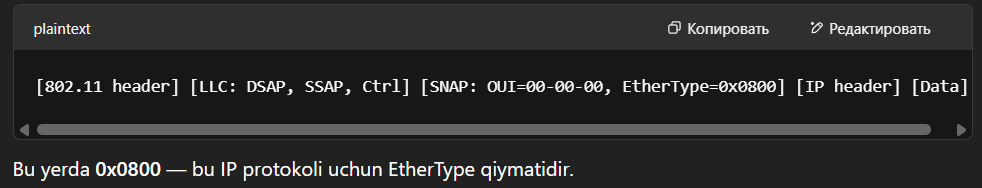 plaintext
Копировать
Редактировать
[802.11 header] [LLC: DSAP, SSAP, Ctrl] [SNAP: OUI=00-00-00, EtherType=0x0800] [IP header] [Data]
Bu yerda 0x0800 — bu IP protokoli uchun EtherType qiymatidir.